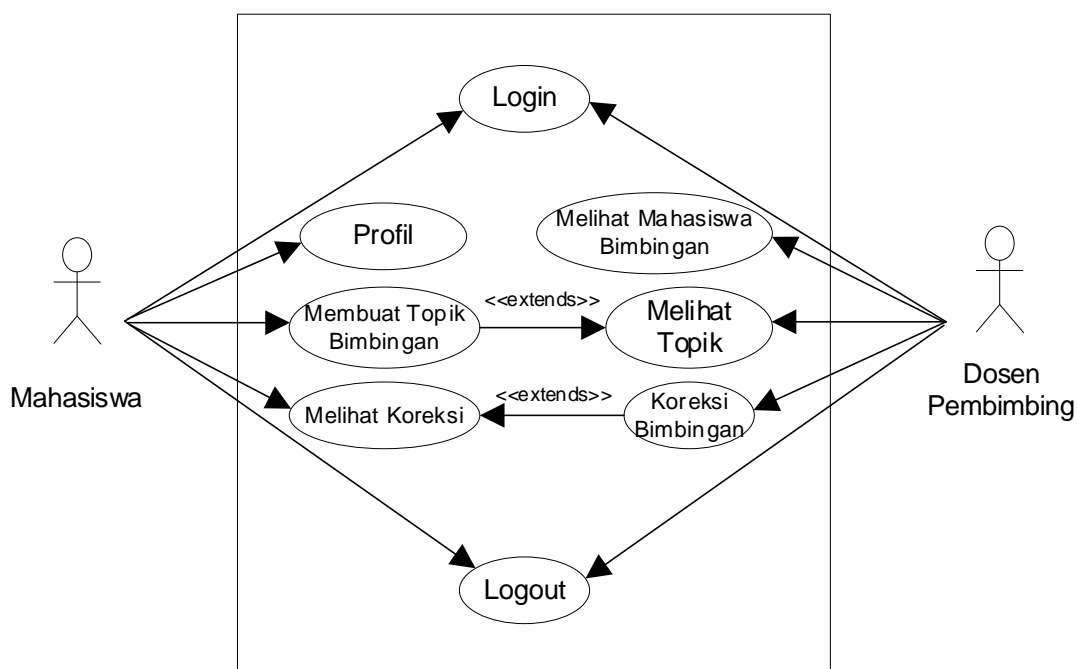 Login
Profil
Melihat Mahasiswa
Bimbingan
Membuat Topik
Bimbingan
<<extends>>
Melihat
Topik
Mahasiswa
Melihat Koreksi
<<extends>>
Koreksi
Bimbingan
Dosen
Pembimbing
Logout